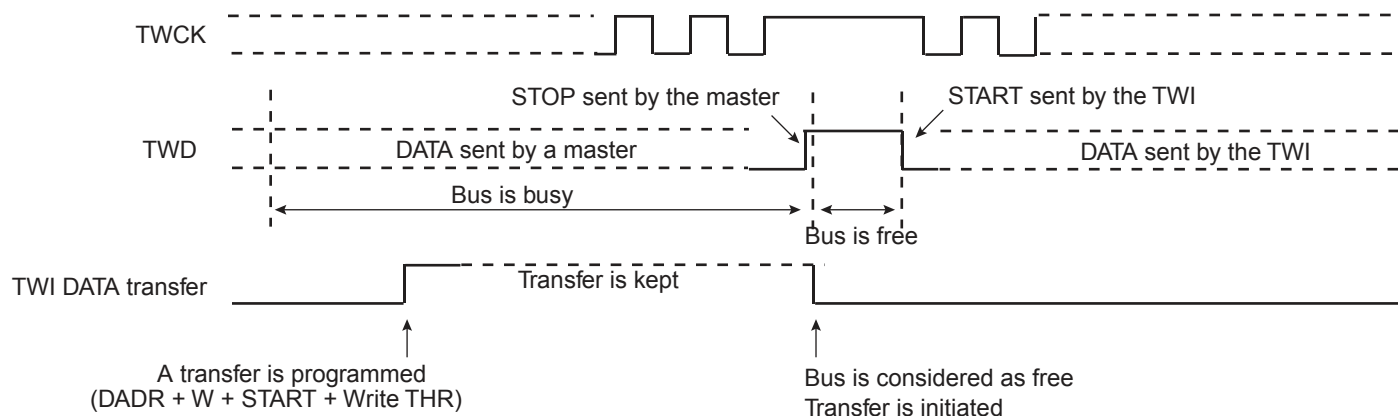 TWCK
STOP sent by the master
START sent by the TWI
TWD
DATA sent by a master
DATA sent by the TWI
Bus is busy
Bus is free
TWI DATA transfer
Transfer is kept
A transfer is programmed
(DADR + W + START + Write THR)
Bus is considered as free
Transfer is initiated